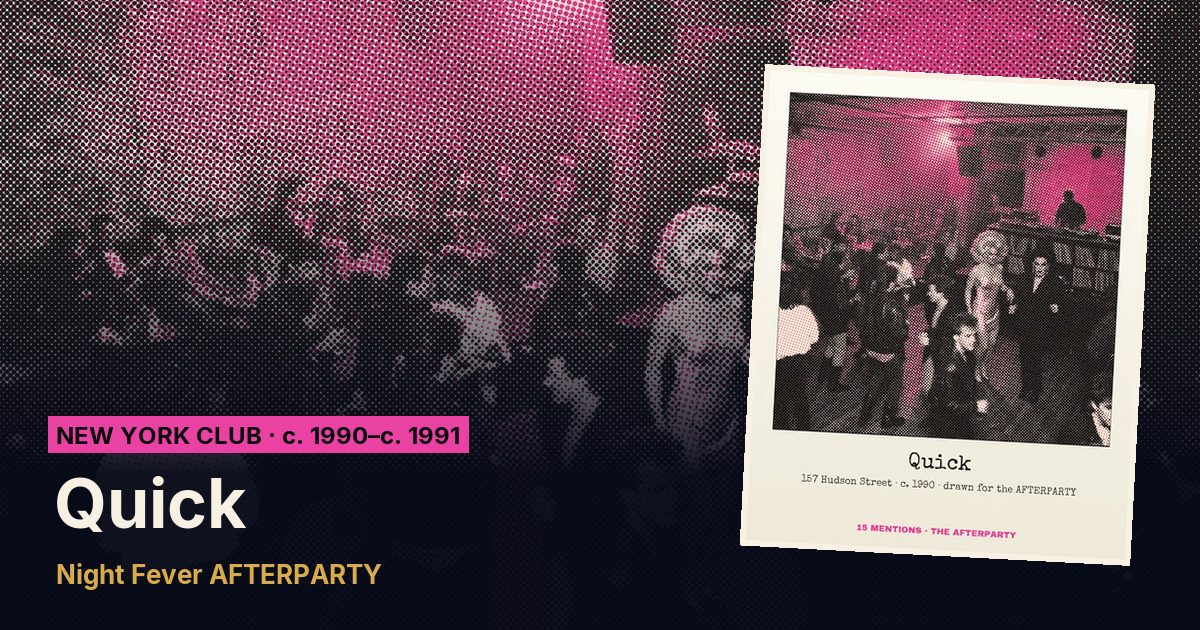 NEW YORK CLUB · c. 1990–c. 1991
Quick
Night Fever AFTERPARTY
Quick
157 Hudson Street · c. 1990 · drawn for the AFTERPARTY
15 MENTIONS · THE AFTERPARTY